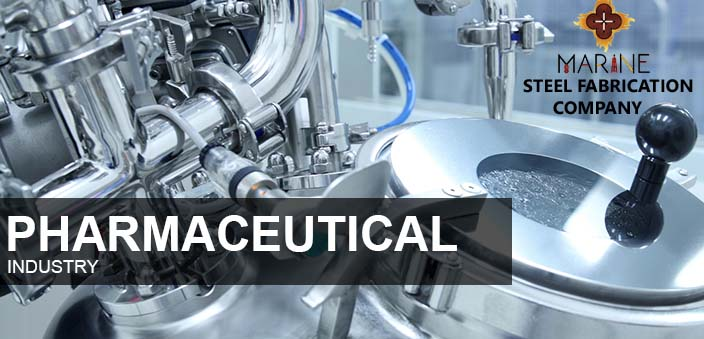 MARINE
STEEL FABRICATION
COMPANY
PHARMACEUTICAL
INDUSTRY